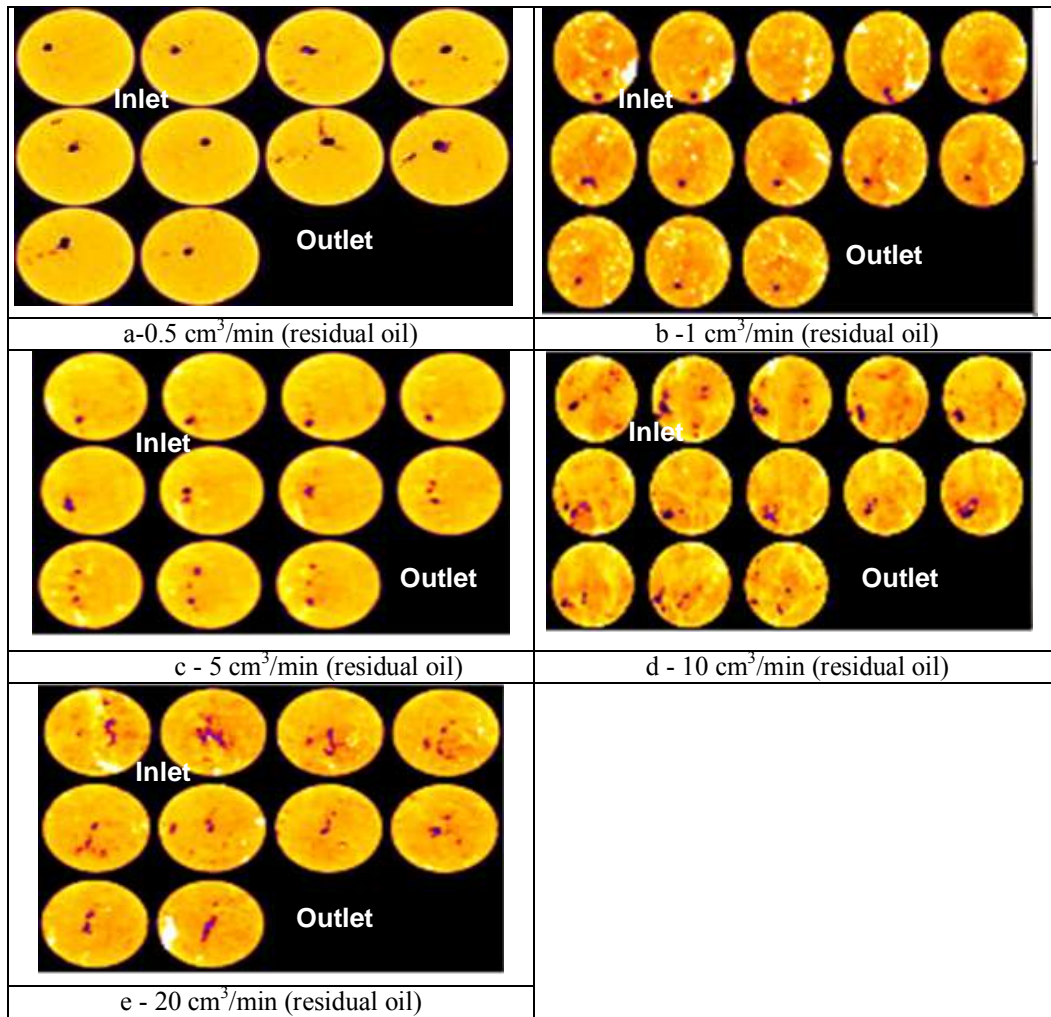 Inlet
Outlet
a-0.5 cm³/min (residual oil)
Inlet
Outlet
b -1 cm³/min (residual oil)
Inlet
Outlet
c - 5 cm³/min (residual oil)
Inlet
Outlet
d - 10 cm³/min (residual oil)
Inlet
Outlet
e - 20 cm³/min (residual oil)